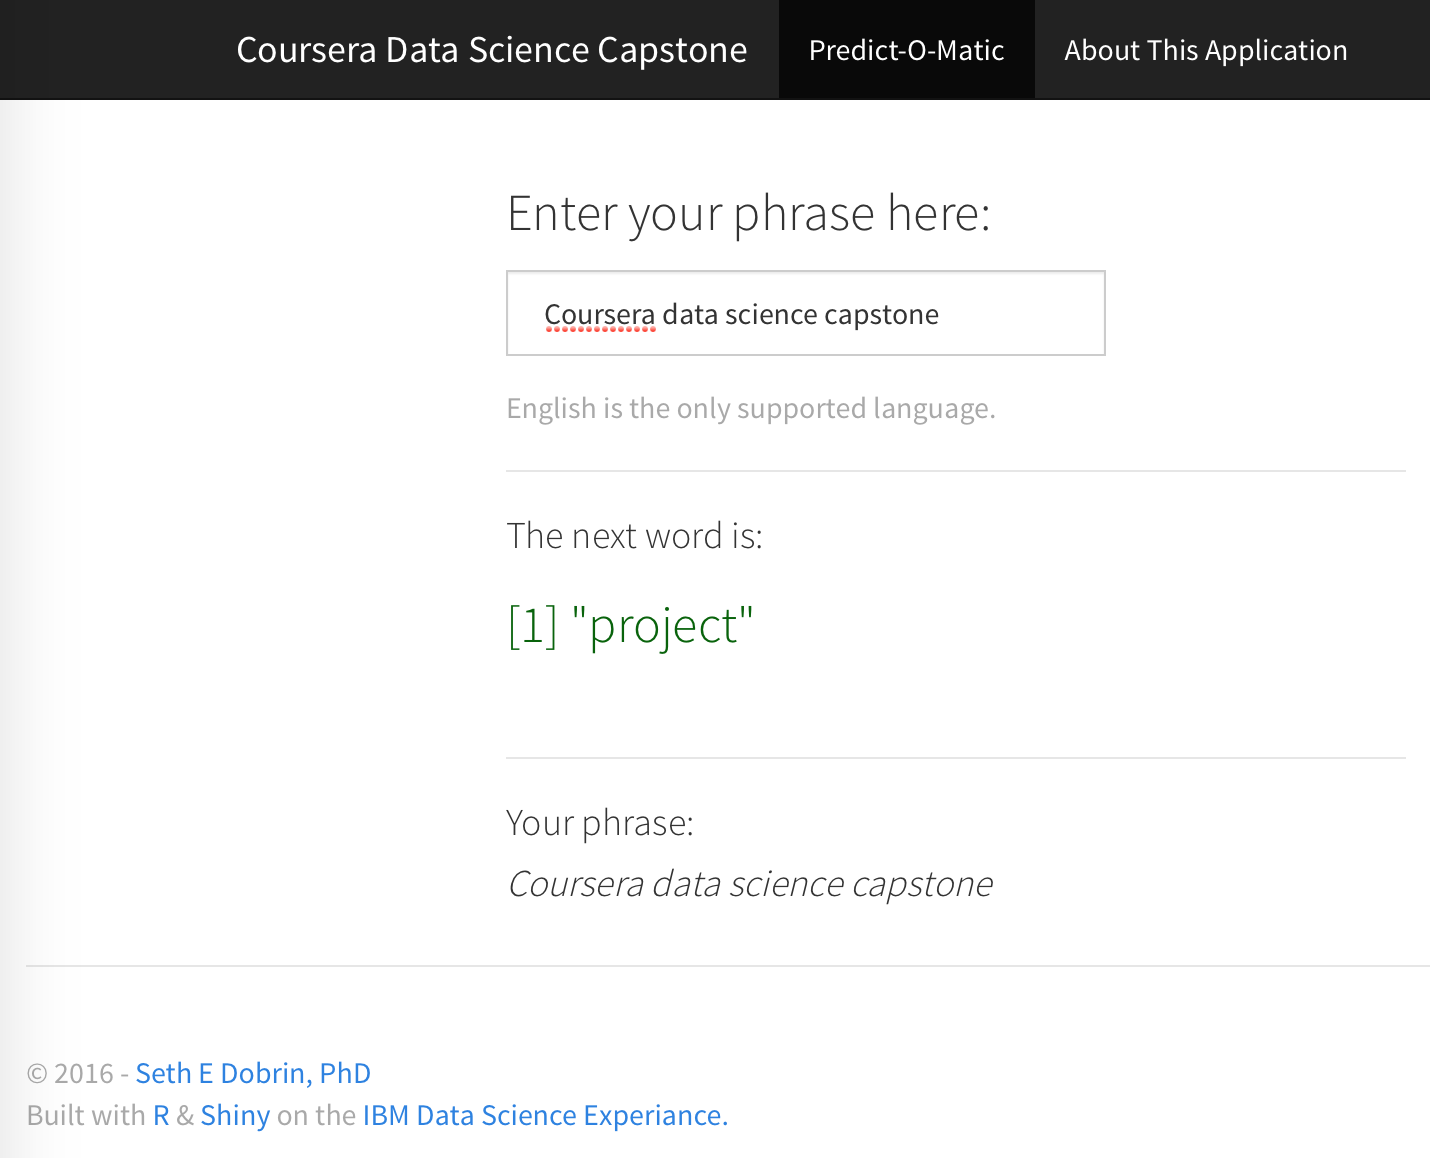 Coursera Data Science Capstone Predict-O-Matic About This Application
Enter your phrase here:
Coursera data science capstone
English is the only supported language.
The next word is:
[1] "project"
Your phrase:
Coursera data science capstone
© 2016 - Seth E Dobrin, PhD
Built with R & Shiny on the IBM Data Science Experiance.